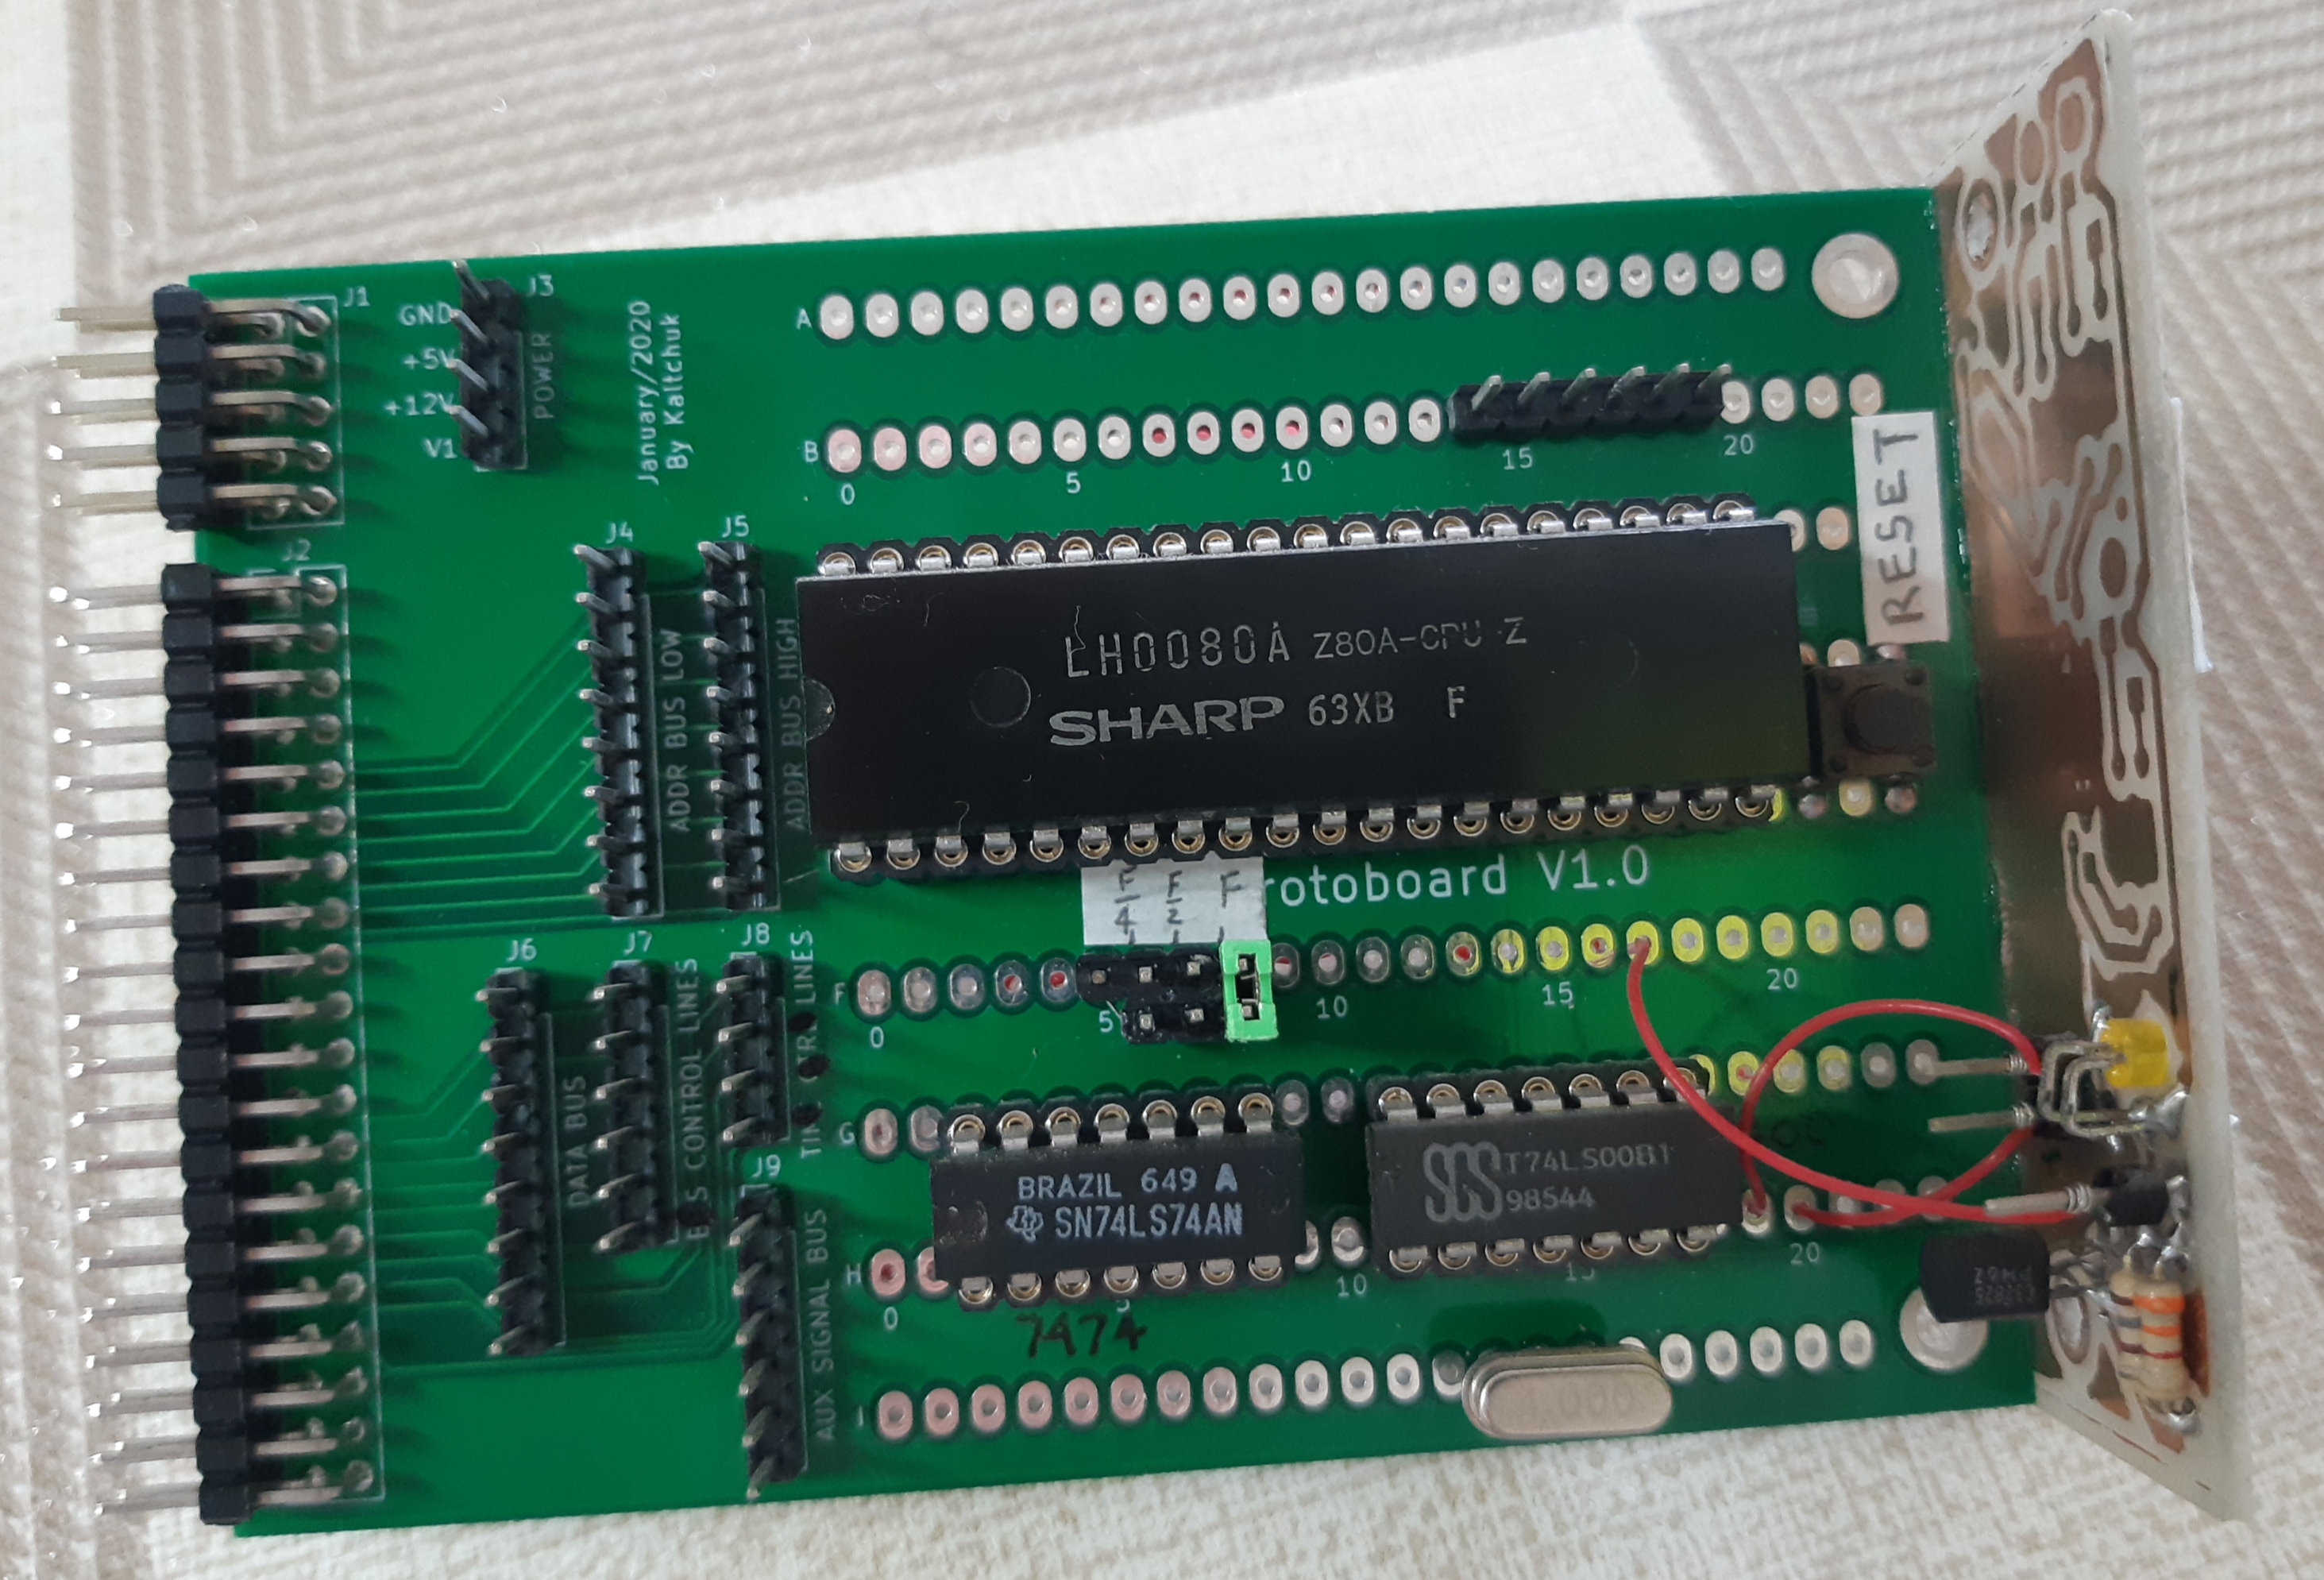 J1
J3
GND
+5V
+12V
V1
POWER
January/2020
By Kaltchuk
A
B
0
5
10
15
20
RESET
J2
J4
J5
ADDR BUS LOW
ADDR BUS HIGH
LH0080A Z80A-CPU Z
SHARP 63XB F
F/4
F/2
F
rotoboard V1.0
J6
J7
J8
DATA BUS
BUS CONTROL LINES
J9
AUX SIGNAL BUS
F
0
5
10
15
20
G
BRAZIL 649 A
SN74LS74AN
SGS T74LS00B1
98544
H
0
10
15
20
7474
I